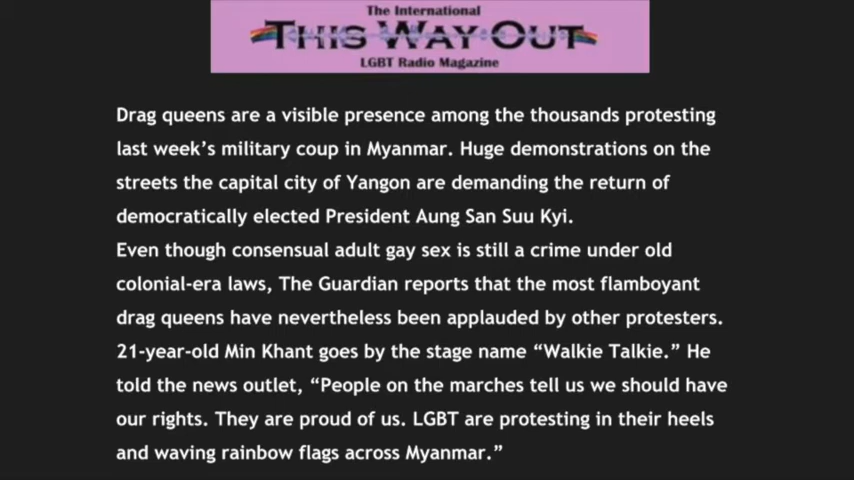 The International
THIS WAY OUT
LGBT Radio Magazine
Drag queens are a visible presence among the thousands protesting
last week’s military coup in Myanmar. Huge demonstrations on the
streets the capital city of Yangon are demanding the return of
democratically elected President Aung San Suu Kyi.
Even though consensual adult gay sex is still a crime under old
colonial-era laws, The Guardian reports that the most flamboyant
drag queens have nevertheless been applauded by other protesters.
21-year-old Min Khant goes by the stage name “Walkie Talkie.” He
told the news outlet, “People on the marches tell us we should have
our rights. They are proud of us. LGBT are protesting in their heels
and waving rainbow flags across Myanmar.”